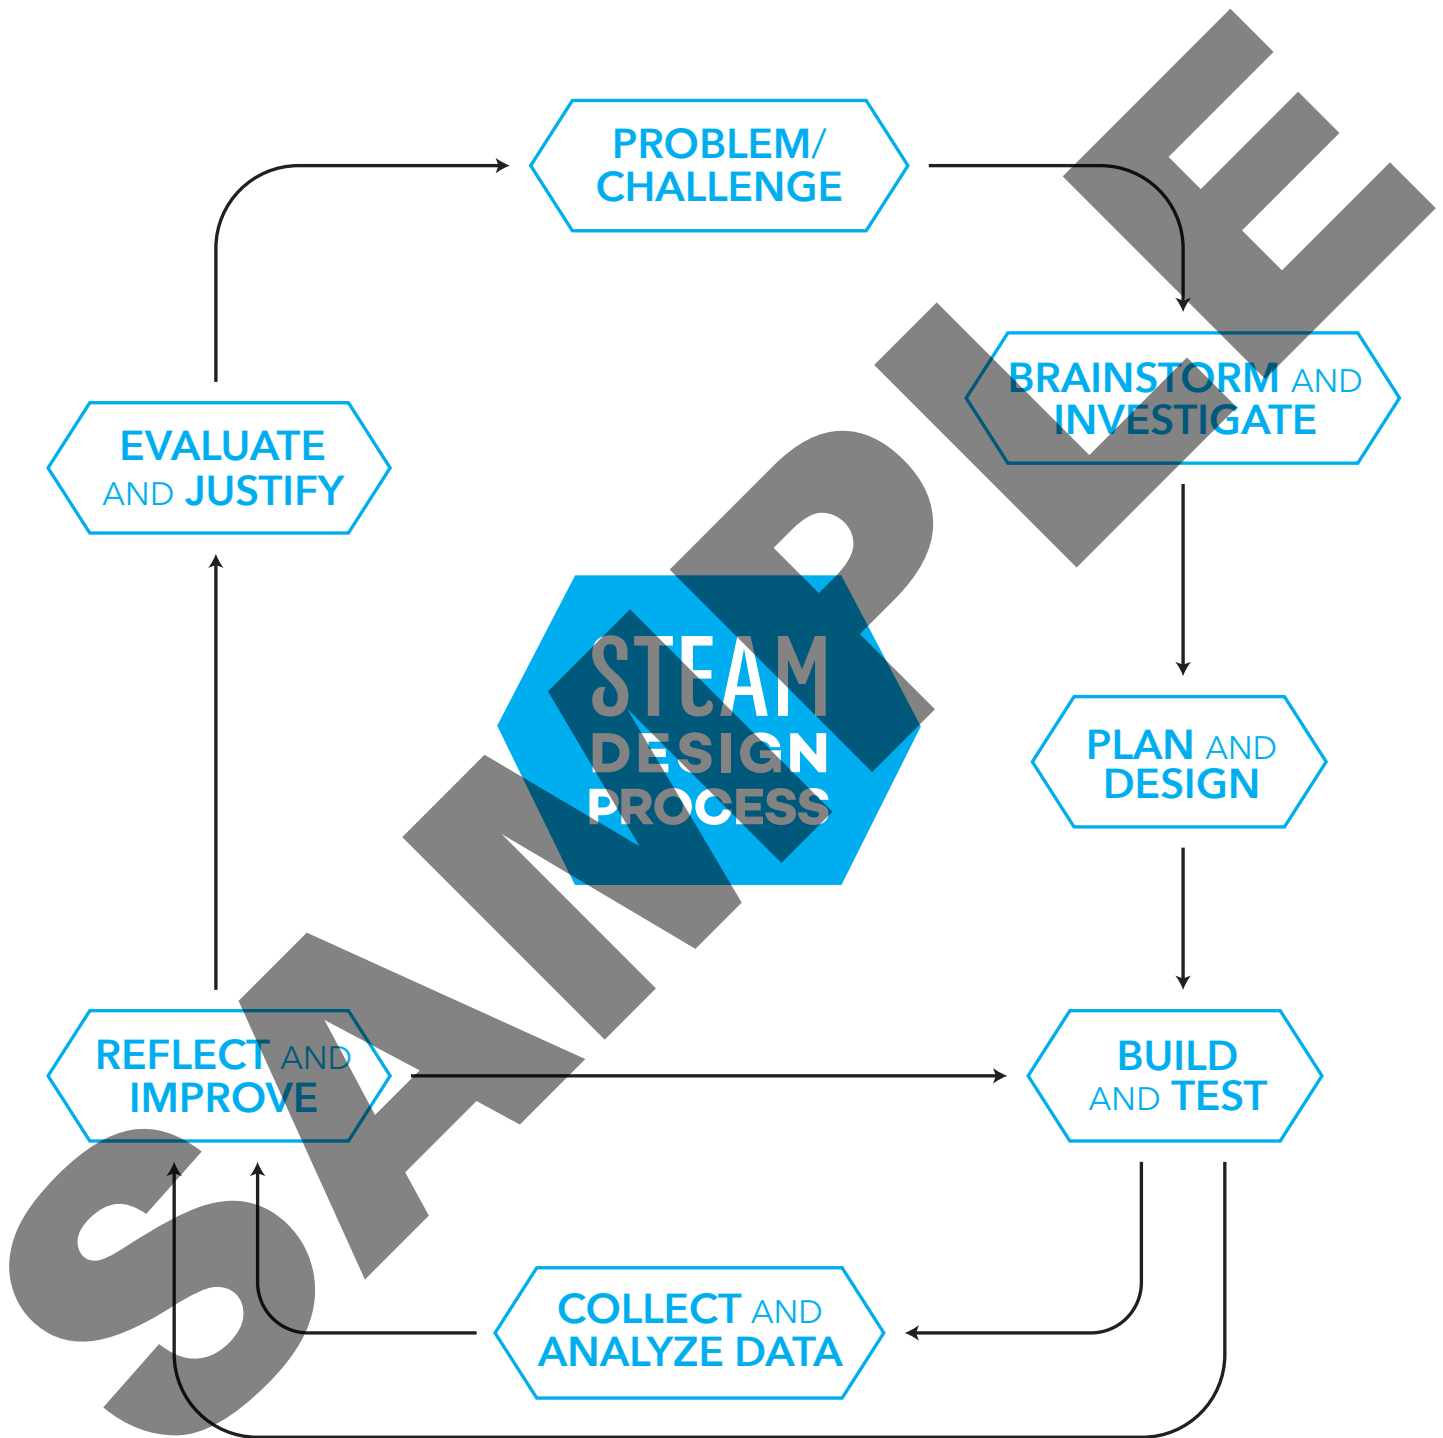 PROBLEM/
CHALLENGE
BRAINSTORM AND
INVESTIGATE
PLAN AND
DESIGN
BUILD
AND TEST
COLLECT AND
ANALYZE DATA
REFLECT AND
IMPROVE
EVALUATE
AND JUSTIFY
STEAM
DESIGN
PROCESS
SAMPLE